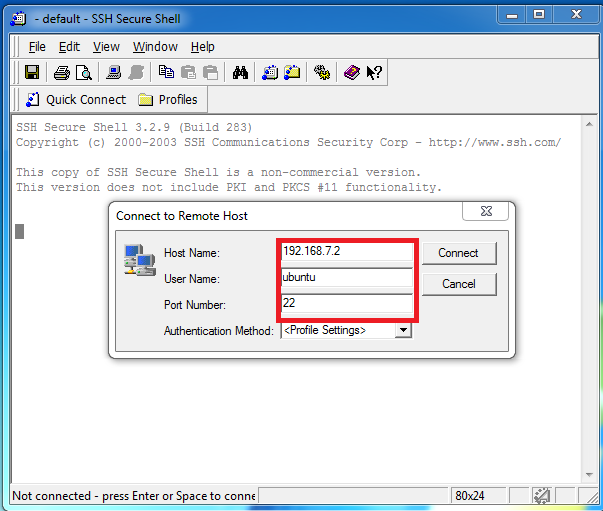 - default - SSH Secure Shell
File Edit View Window Help
Quick Connect Profiles
SSH Secure Shell 3.2.9 (Build 283)
Copyright (c) 2000-2003 SSH Communications Security Corp - http://www.ssh.com/
This copy of SSH Secure Shell is a non-commercial version.
This version does not include PKI and PKCS #11 functionality.
Connect to Remote Host
Host Name: 192.168.7.2 Connect
User Name: ubuntu Cancel
Port Number: 22
Authentication Method: <Profile Settings>
Not connected - press Enter or Space to conne 80x24